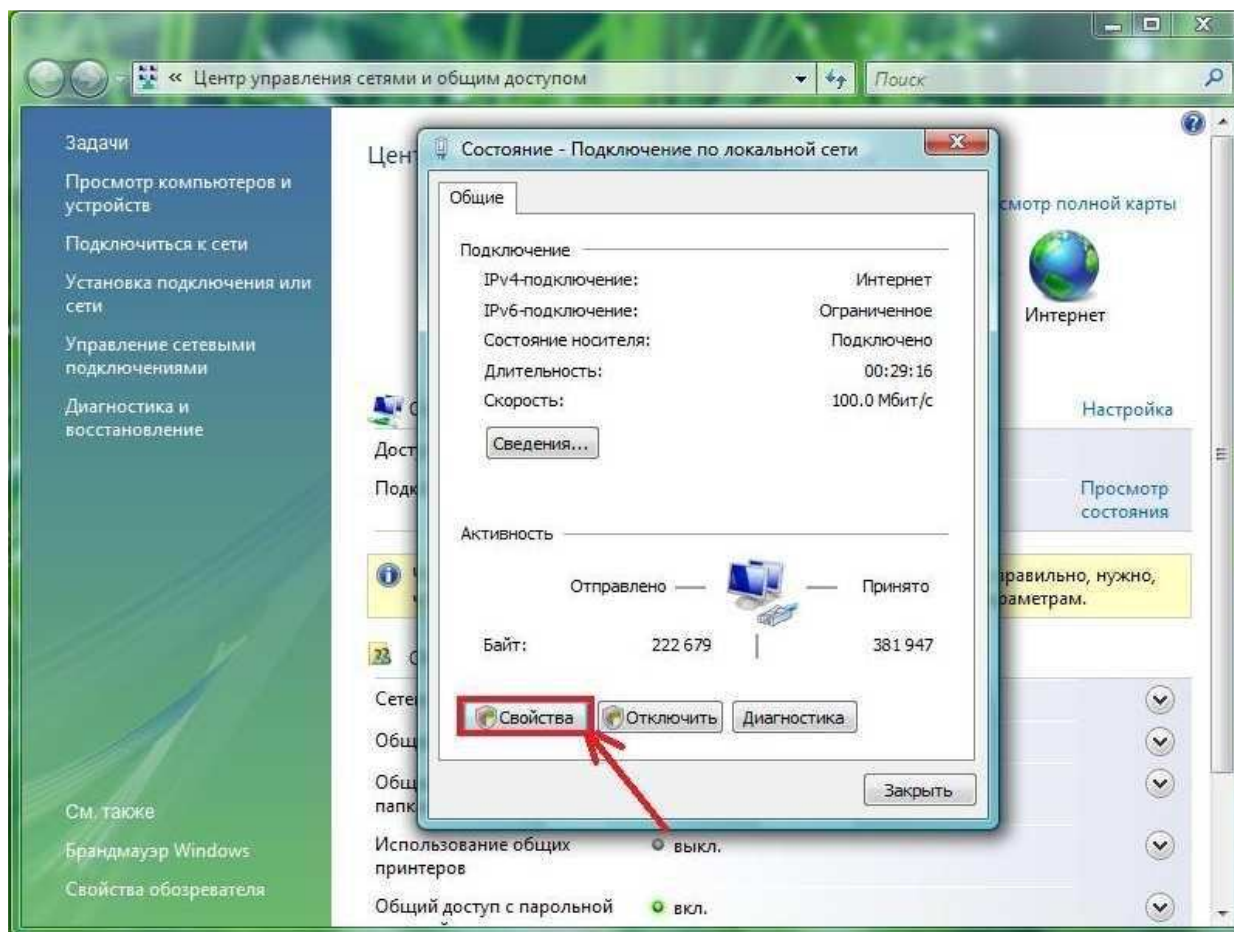 « Центр управления сетями и общим доступом
Поиск
Задачи
Просмотр компьютеров и
устройств
Подключиться к сети
Установка подключения или
сети
Управление сетевыми
подключениями
Диагностика и
восстановление
См. также
Брандмауэр Windows
Свойства обозревателя
Состояние - Подключение по локальной сети
Общие
Подключение
IPv4-подключение: Интернет
IPv6-подключение: Ограниченное
Состояние носителя: Подключено
Длительность: 00:29:16
Скорость: 100.0 Мбит/с
Сведения...
Активность
Отправлено — — Принято
Байт: 222 679 | 381 947
Свойства Отключить Диагностика
Закрыть
полной карты
Интернет
Настройка
Просмотр
состояния
нужно,
Использование общих выкл.
принтеров
Общий доступ с парольной вкл.